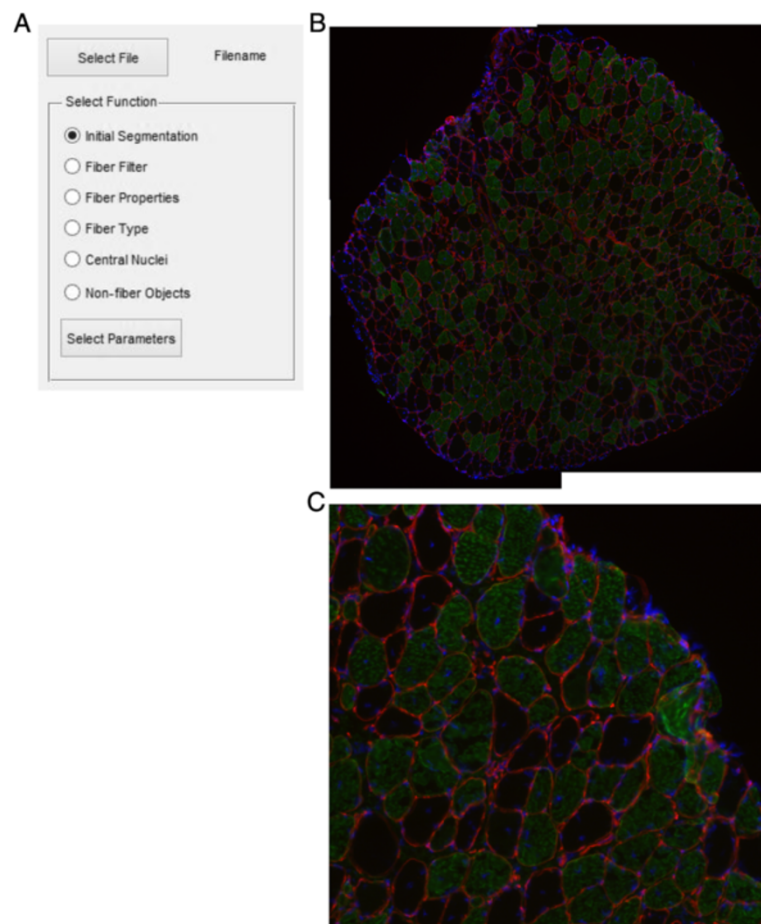 A
Select File
Filename
Select Function
Initial Segmentation
Fiber Filter
Fiber Properties
Fiber Type
Central Nuclei
Non-fiber Objects
Select Parameters
B
C